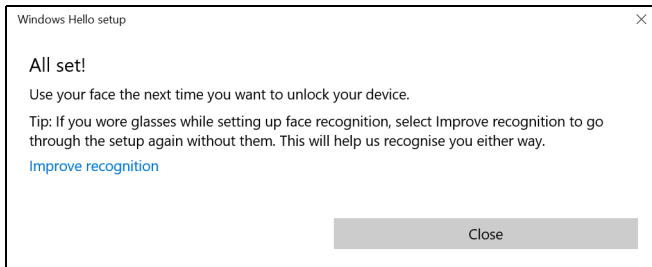 Windows Hello setup
All set!
Use your face the next time you want to unlock your device.
Tip: If you wore glasses while setting up face recognition, select Improve recognition to go
through the setup again without them. This will help us recognise you either way.
Improve recognition
Close